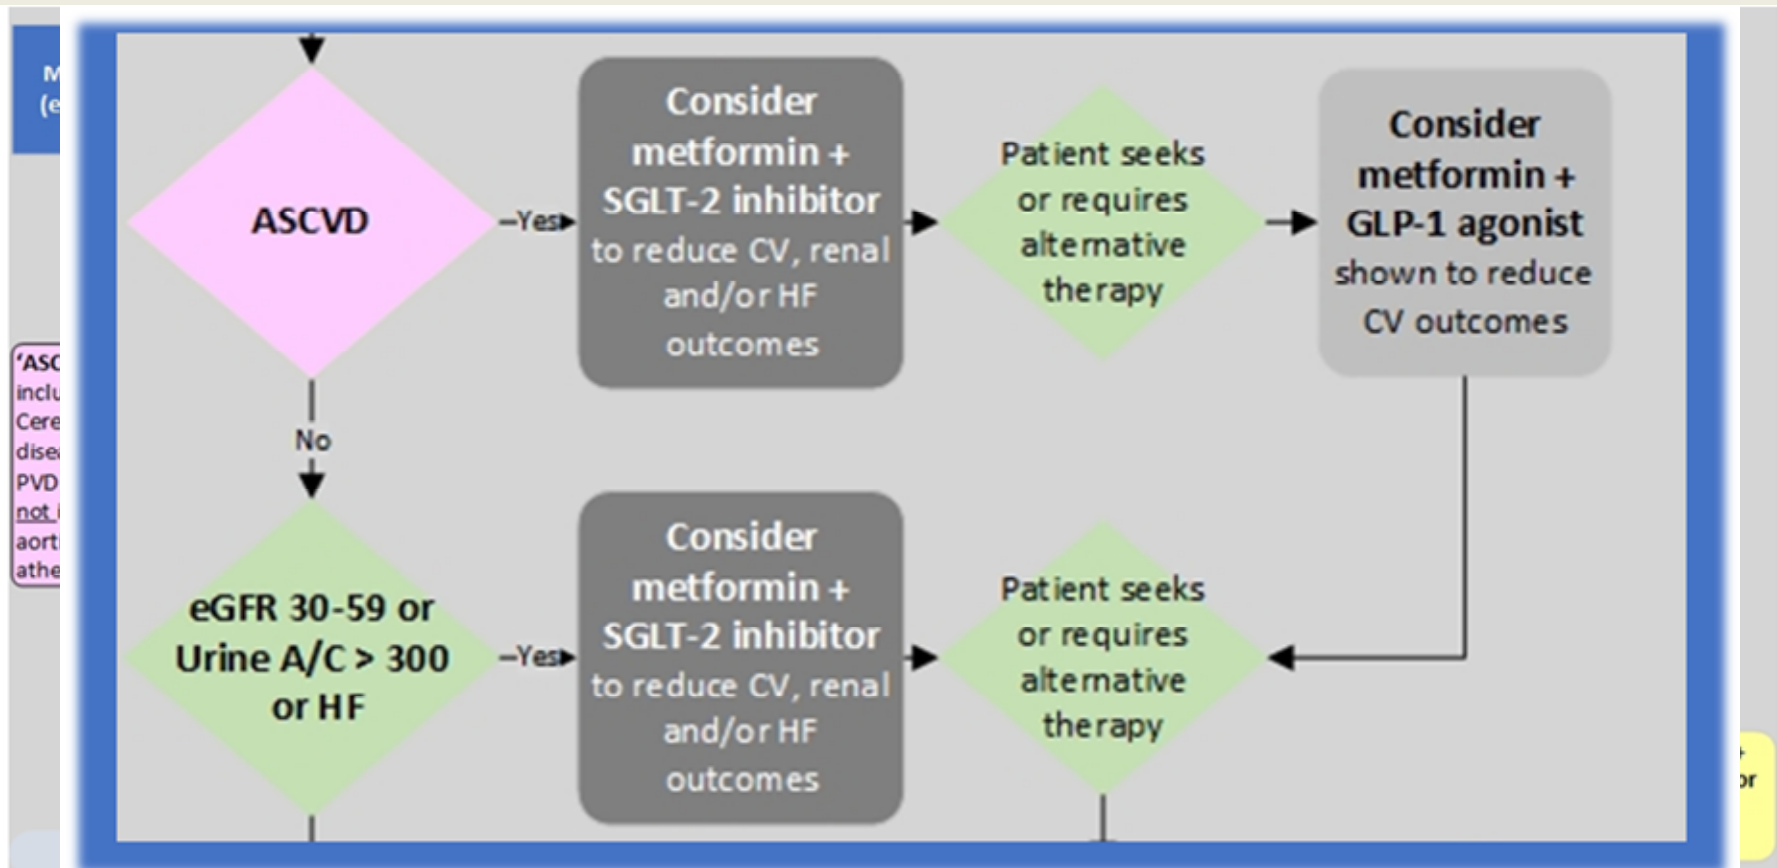 ASCVD
Yes
Consider
metformin +
SGLT-2 inhibitor
to reduce CV, renal
and/or HF
outcomes
Patient seeks
or requires
alternative
therapy
Consider
metformin +
GLP-1 agonist
shown to reduce
CV outcomes
No
eGFR 30-59 or
Urine A/C > 300
or HF
Yes
Consider
metformin +
SGLT-2 inhibitor
to reduce CV, renal
and/or HF
outcomes
Patient seeks
or requires
alternative
therapy
PVD
not